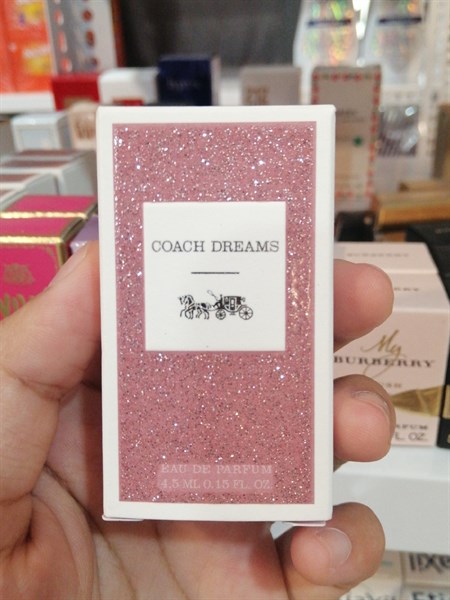 COACH DREAMS
EAU DE PARFUM
4.5 ML 0.15 FL. OZ.
My
BURBERRY